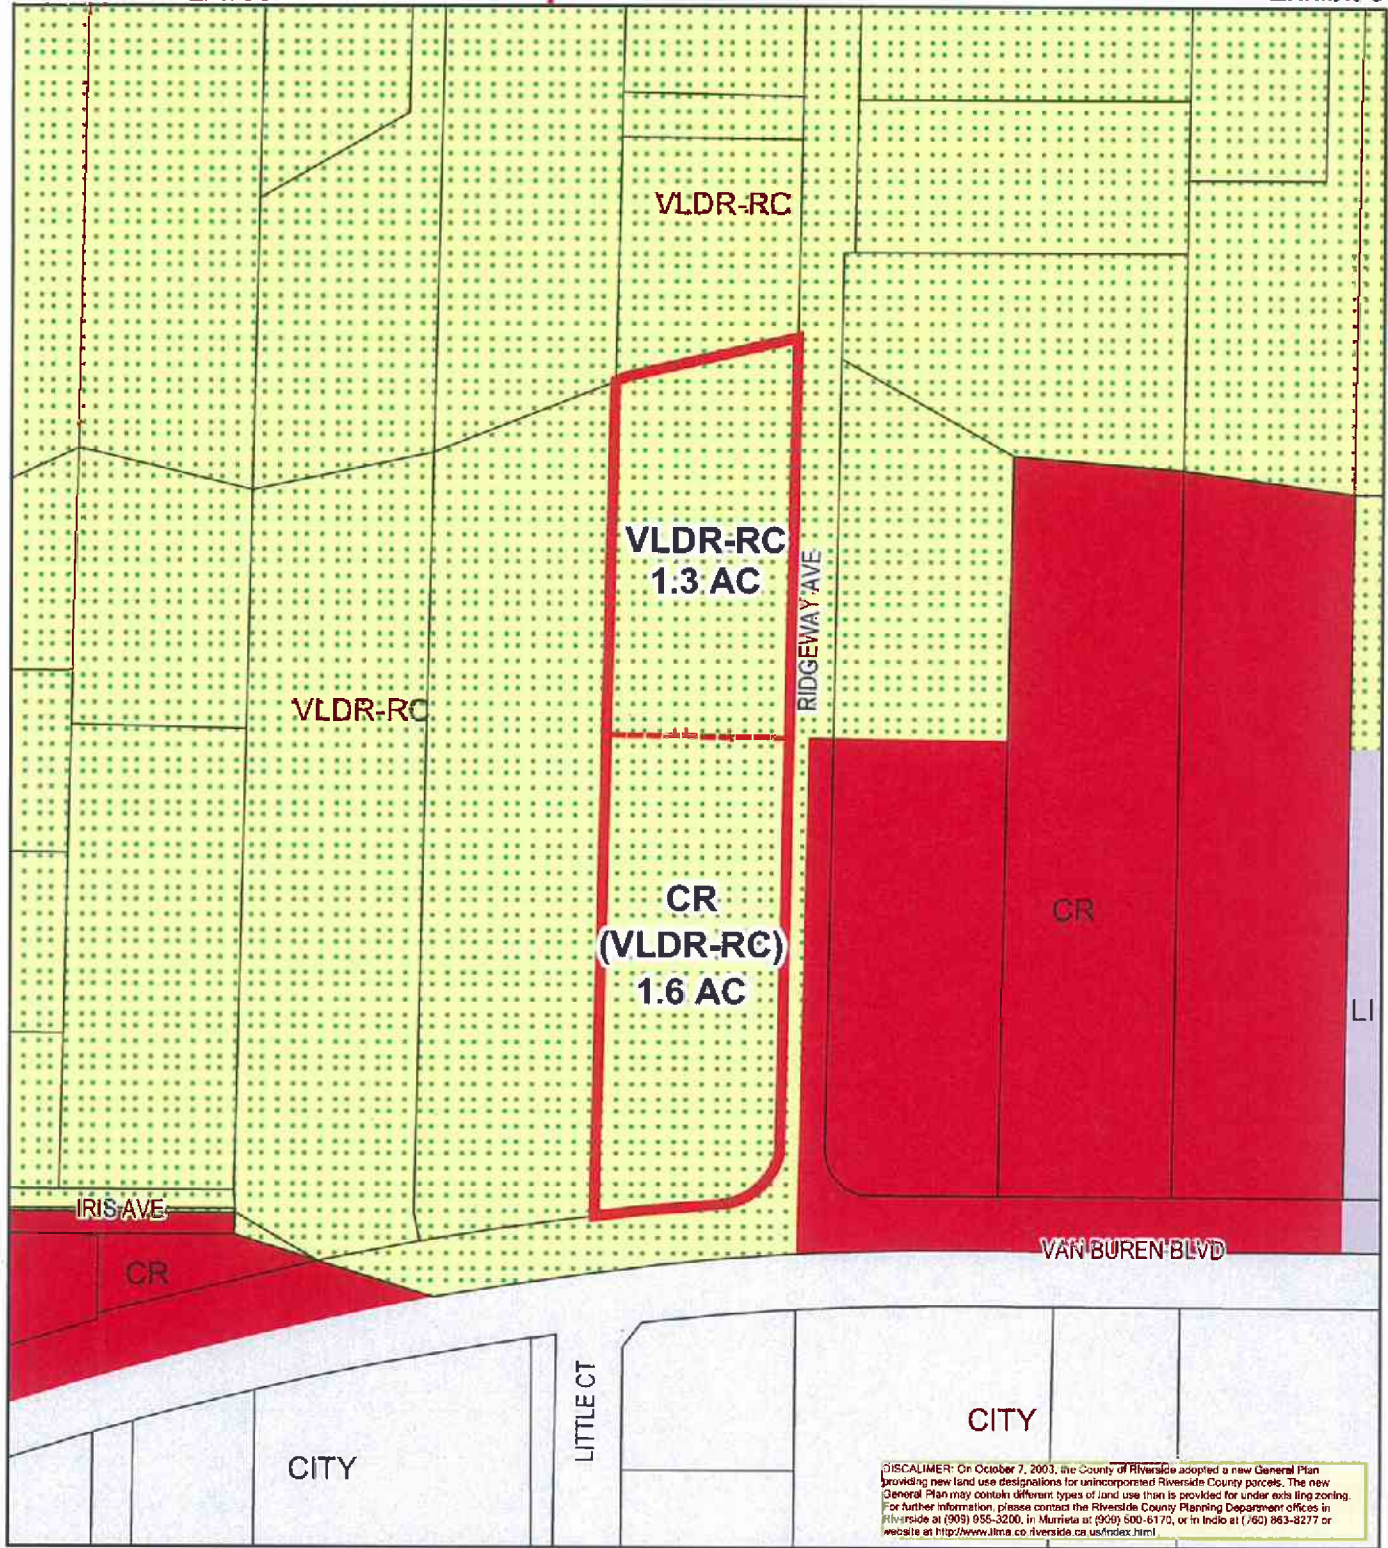 VLDR-RC
VLDR-RC
1.3 AC
RIDGEWAY AVE
VLDR-RC
CR
(VLDR-RC)
1.6 AC
CR
LI
IRIS AVE
CR
VAN BUREN BLVD
LITTLE CT
CITY
CITY
DISCALIMER: On October 7, 2003, the County of Riverside adopted a new General Plan
providing new land use designations for unincorporated Riverside County parcels. The new
General Plan may contain different types of land use than is provided for under existing zoning.
For further information, please contact the Riverside County Planning Department offices in
Riverside at (909) 955-3200, in Murrieta at (909) 600-6170, or in Indio at (760) 863-8277 or
website at http://www.tlma.co.riverside.ca.us/index.html